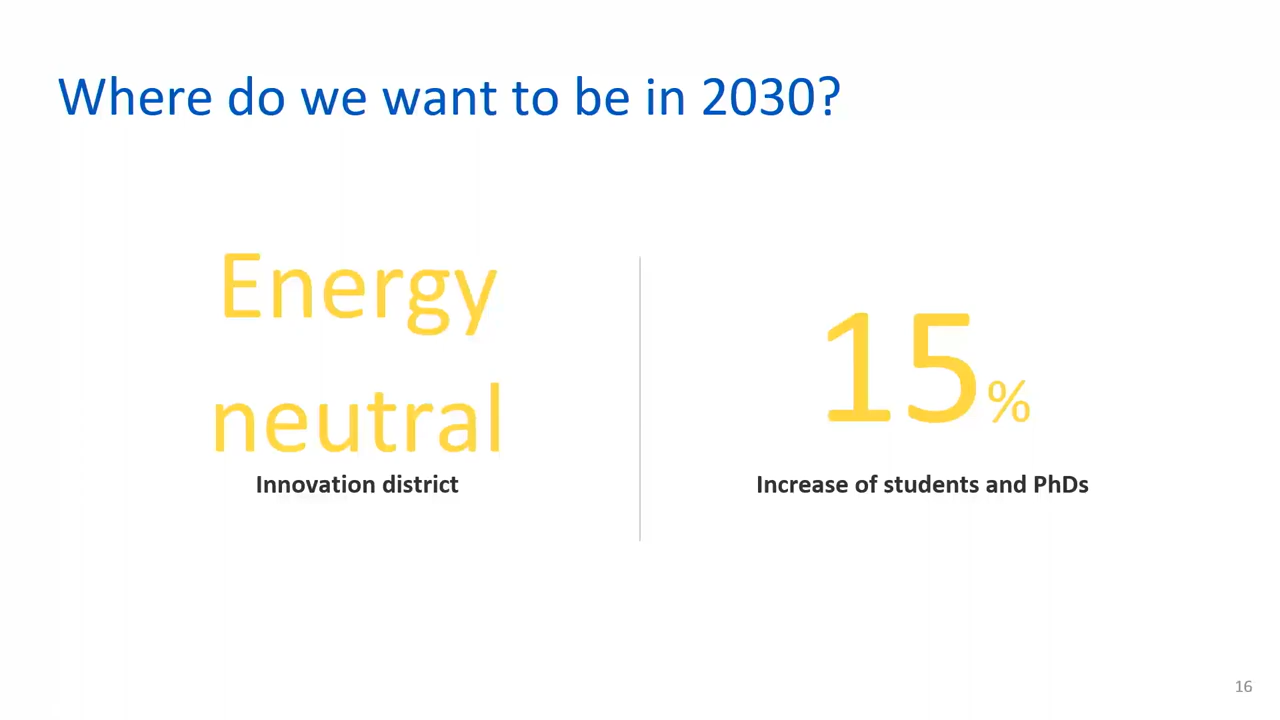 Where do we want to be in 2030?
Energy
neutral
Innovation district
15%
Increase of students and PhDs
16